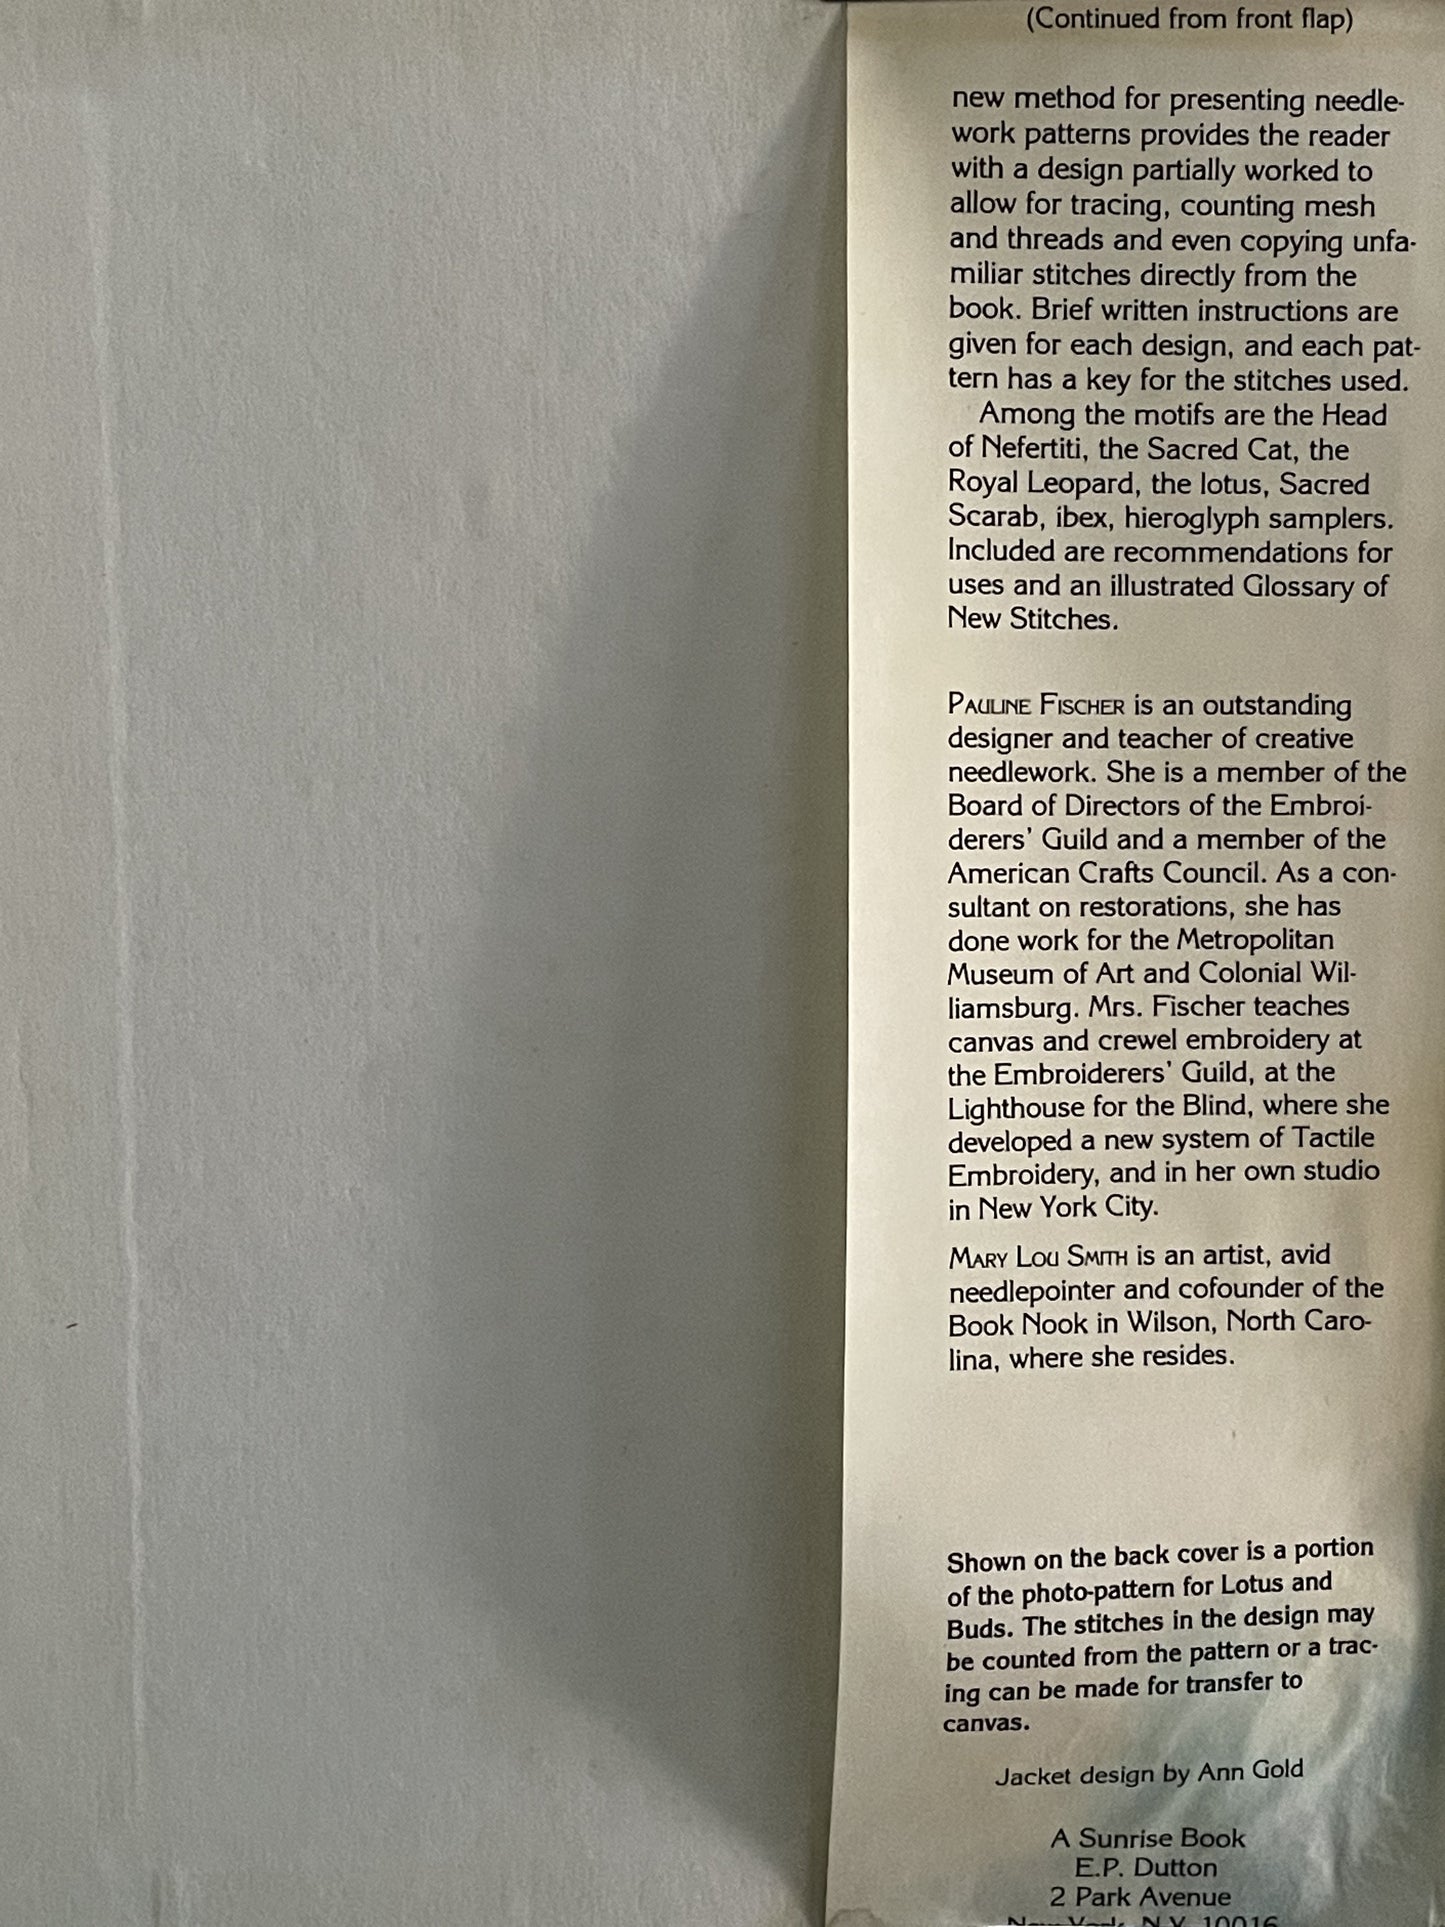 (Continued from front flap)
new method for presenting needle-
work patterns provides the reader
with a design partially worked to
allow for tracing, counting mesh
and threads and even copying unfa-
miliar stitches directly from the
book. Brief written instructions are
given for each design, and each pat-
tern has a key for the stitches used.
Among the motifs are the Head
of Nefertiti, the Sacred Cat, the
Royal Leopard, the lotus, Sacred
Scarab, ibex, hieroglyph samplers.
Included are recommendations for
uses and an illustrated Glossary of
New Stitches.
PAULINE FISCHER is an outstanding
designer and teacher of creative
needlework. She is a member of the
Board of Directors of the Embroi-
derers' Guild and a member of the
American Crafts Council. As a con-
sultant on restorations, she has
done work for the Metropolitan
Museum of Art and Colonial Wil-
liamsburg. Mrs. Fischer teaches
canvas and crewel embroidery at
the Embroiderers' Guild, at the
Lighthouse for the Blind, where she
developed a new system of Tactile
Embroidery, and in her own studio
in New York City.
MARY LOU SMITH is an artist, avid
needlepointer and cofounder of the
Book Nook in Wilson, North Caro-
lina, where she resides.
Shown on the back cover is a portion
of the photo-pattern for Lotus and
Buds. The stitches in the design may
be counted from the pattern or a trac-
ing can be made for transfer to
canvas.
Jacket design by Ann Gold
A Sunrise Book
E.P. Dutton
2 Park Avenue
New York, N.Y. 10016